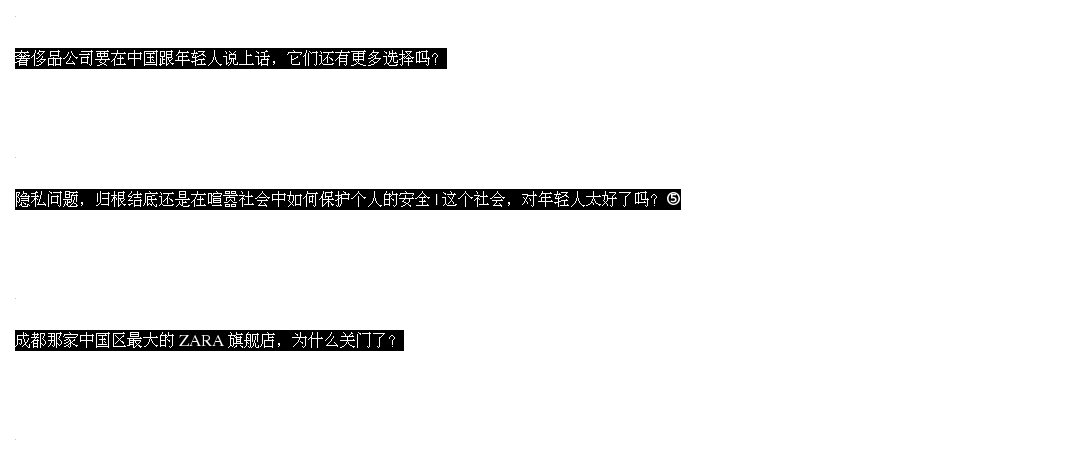 奢侈品公司要在中国跟年轻人说上话，它们还有更多选择吗？
隐私问题，归根结底还是在喧嚣社会中如何保护个人的安全 | 这个社会，对年轻人太好了吗？⑤
成都那家中国区最大的 ZARA 旗舰店，为什么关门了？